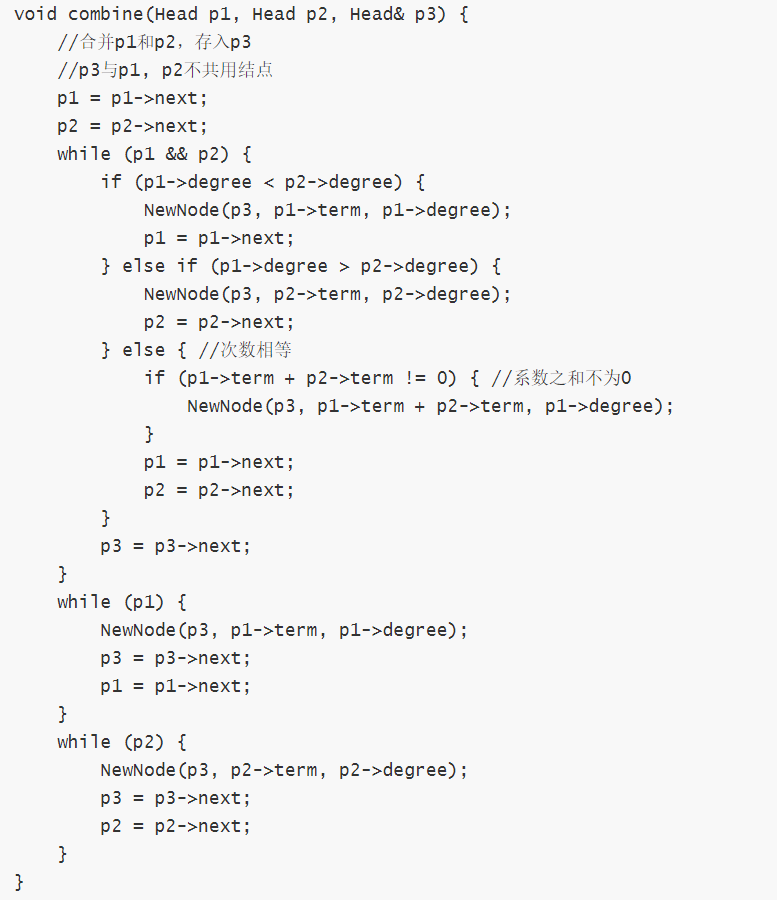 void combine(Head p1, Head p2, Head& p3) {
    //合并p1和p2，存入p3
    //p3与p1, p2不共用结点
    p1 = p1->next;
    p2 = p2->next;
    while (p1 && p2) {
        if (p1->degree < p2->degree) {
            NewNode(p3, p1->term, p1->degree);
            p1 = p1->next;
        } else if (p1->degree > p2->degree) {
            NewNode(p3, p2->term, p2->degree);
            p2 = p2->next;
        } else { //次数相等
            if (p1->term + p2->term != 0) { //系数之和不为0
                NewNode(p3, p1->term + p2->term, p1->degree);
            }
            p1 = p1->next;
            p2 = p2->next;
        }
        p3 = p3->next;
    }
    while (p1) {
        NewNode(p3, p1->term, p1->degree);
        p3 = p3->next;
        p1 = p1->next;
    }
    while (p2) {
        NewNode(p3, p2->term, p2->degree);
        p3 = p3->next;
        p2 = p2->next;
    }
}